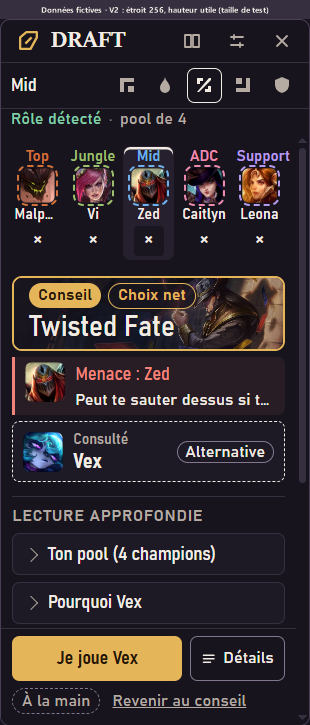 Données fictives · V2 : étroit 256, hauteur utile (taille de test)
DRAFT
Mid
Rôle détecté · pool de 4
Top Jungle Mid ADC Support
Malp... Vi Zed Caitlyn Leona
× × × × ×
Conseil Choix net
Twisted Fate
Menace : Zed
Peut te sauter dessus si t...
Consulté
Vex
Alternative
LECTURE APPROFONDIE
Ton pool (4 champions)
Pourquoi Vex
Je joue Vex Détails
À la main Revenir au conseil